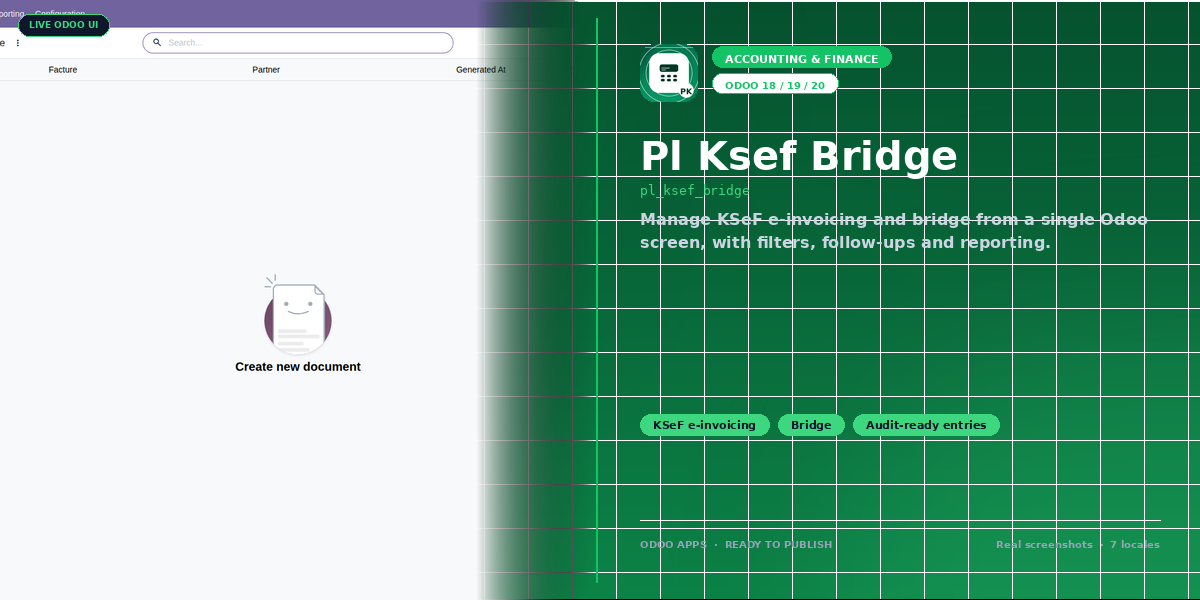 Configuration
LIVE ODOO UI
Search...
Facture
Partner
Generated At
Create new document
PK
ACCOUNTING & FINANCE
ODOO 18 / 19 / 20
Pl Ksef Bridge
pl_ksef_bridge
Manage KSeF e-invoicing and bridge from a single Odoo
screen, with filters, follow-ups and reporting.
KSeF e-invoicing
Bridge
Audit-ready entries
ODOO APPS · READY TO PUBLISH
Real screenshots · 7 locales